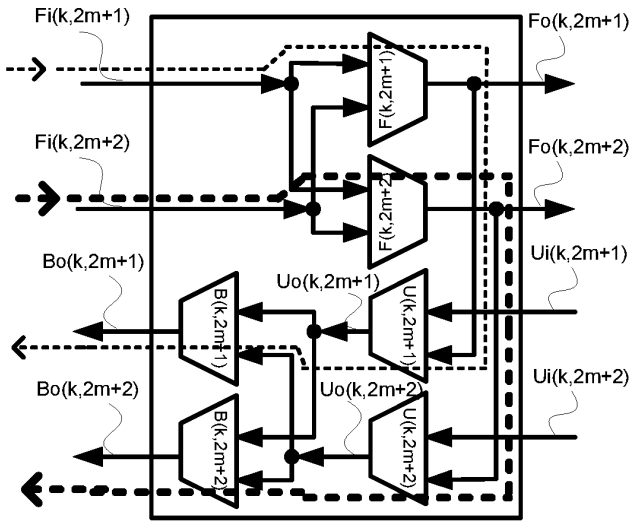 Fi(k,2m+1)
Fo(k,2m+1)
F(k,2m+1)
Fi(k,2m+2)
Fo(k,2m+2)
F(k,2m+2)
Bo(k,2m+1)
Uo(k,2m+1)
Ui(k,2m+1)
B(k,2m+1)
U(k,2m+1)
Bo(k,2m+2)
Uo(k,2m+2)
Ui(k,2m+2)
B(k,2m+2)
U(k,2m+2)